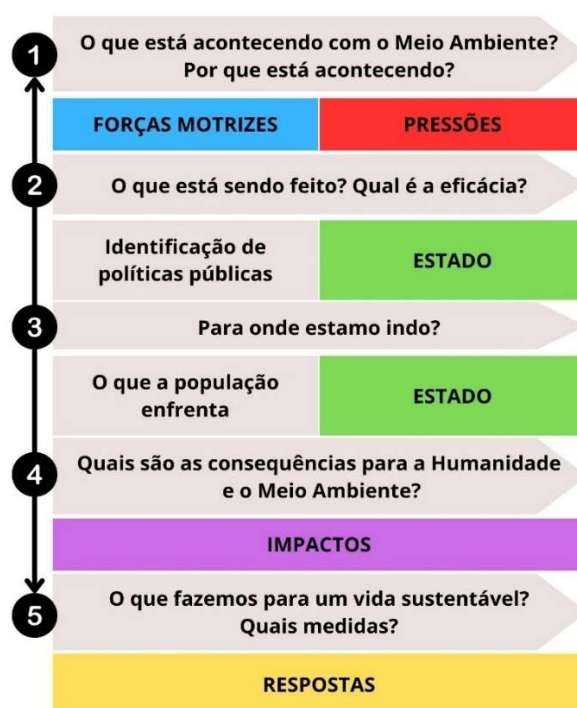 1
O que está acontecendo com o Meio Ambiente?
Por que está acontecendo?
FORÇAS MOTRIZES
PRESSÕES
2
O que está sendo feito? Qual é a eficácia?
Identificação de
políticas públicas
ESTADO
3
Para onde estamo indo?
O que a população
enfrenta
ESTADO
4
Quais são as consequências para a Humanidade
e o Meio Ambiente?
IMPACTOS
5
O que fazemos para um vida sustentável?
Quais medidas?
RESPOSTAS